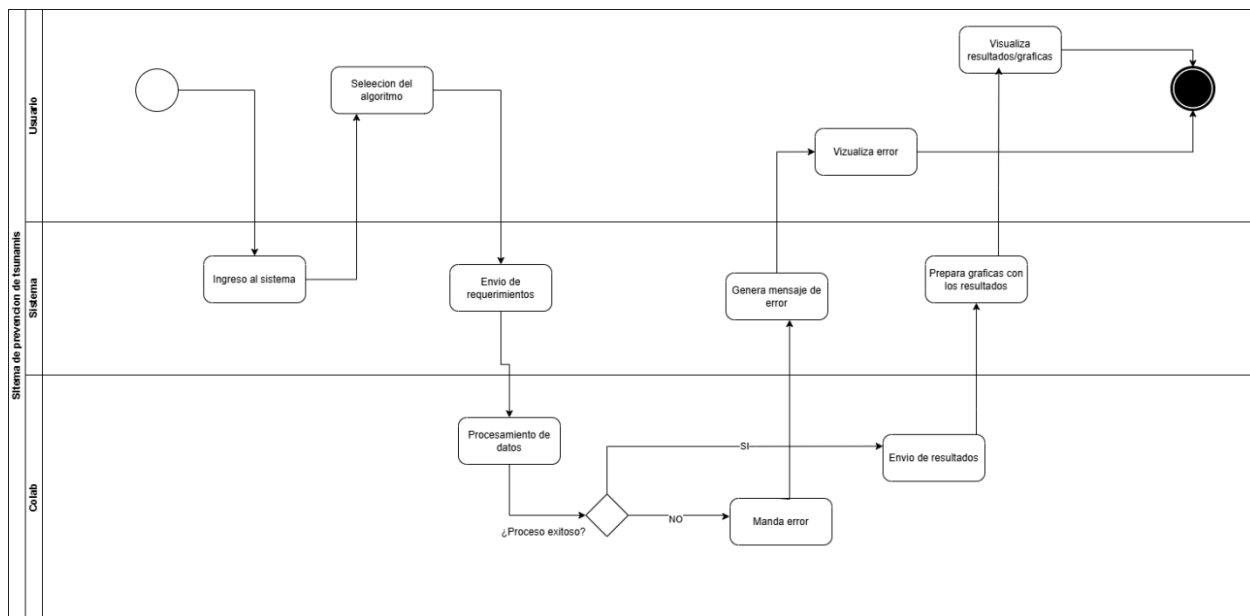 Sitema de prevencion de tsunamis
Usuario
Seleecion del
algoritmo
Visualiza
resultados/graficas
Vizualiza error
Sistema
Ingreso al sistema
Envio de
requerimientos
Genera mensaje de
error
Prepara graficas con
los resultados
Colab
Procesamiento de
datos
¿Proceso exitoso?
SI
NO
Manda error
Envio de resultados